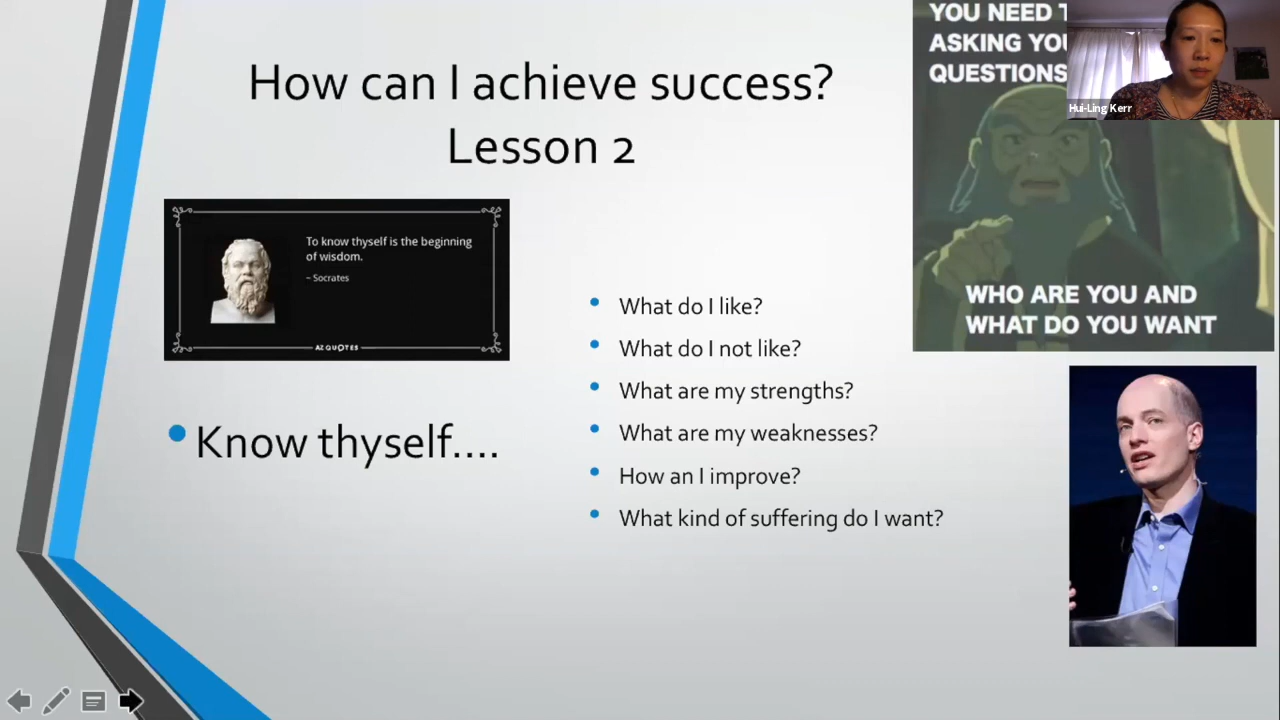 How can I achieve success?
Lesson 2
To know thyself is the beginning
of wisdom.
~ Socrates
AZ QUOTES
• Know thyself....
• What do I like?
• What do I not like?
• What are my strengths?
• What are my weaknesses?
• How an I improve?
• What kind of suffering do I want?
YOU NEED
ASKING
QUESTIONS
WHO ARE YOU AND
WHAT DO YOU WANT
Hui-Ling Kerr